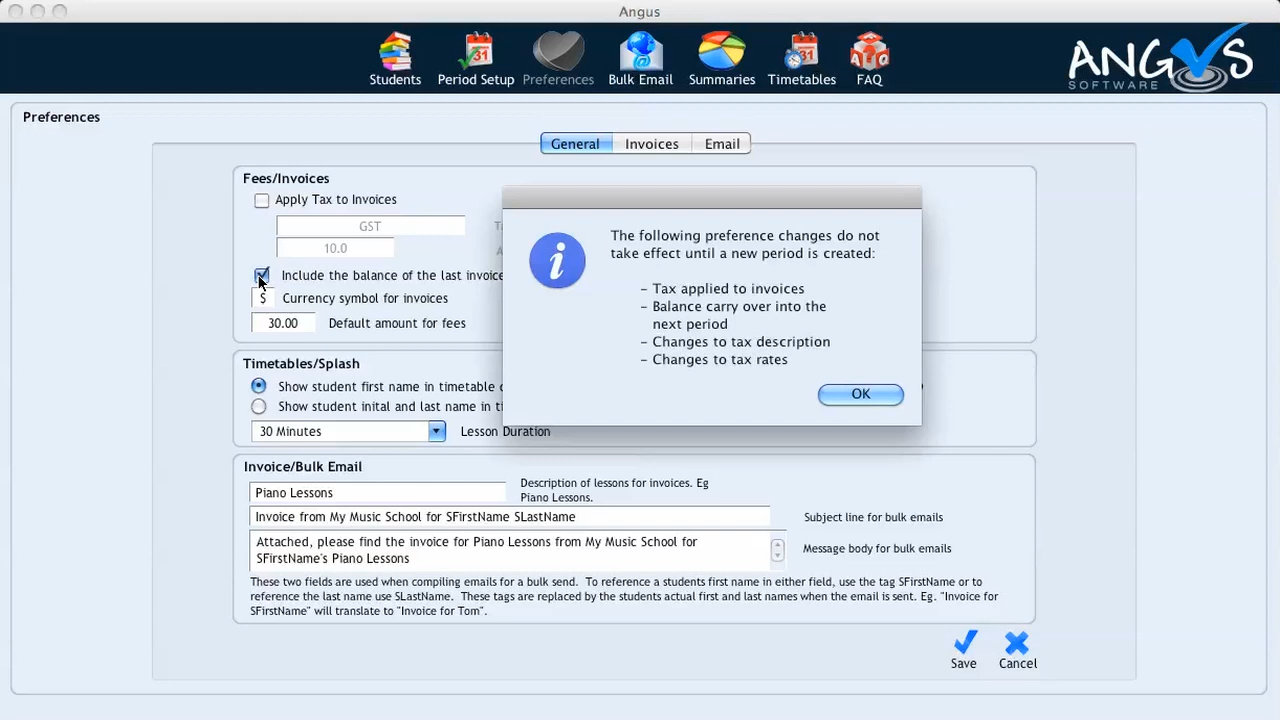 Angus
Students
Period Setup
Preferences
Bulk Email
Summaries
Timetables
FAQ
ANGUS
SOFTWARE
Preferences
General
Invoices
Email
Fees/Invoices
Apply Tax to Invoices
GST
10.0
Include the balance of the last invoice
$ Currency symbol for invoices
30.00 Default amount for fees
The following preference changes do not
take effect until a new period is created:
- Tax applied to invoices
- Balance carry over into the
next period
- Changes to tax description
- Changes to tax rates
OK
Timetables/Splash
Show student first name in timetable
Show student inital and last name in
30 Minutes
Lesson Duration
Invoice/Bulk Email
Piano Lessons
Description of lessons for invoices. Eg
Piano Lessons.
Invoice from My Music School for SFirstName SLastName
Subject line for bulk emails
Attached, please find the invoice for Piano Lessons from My Music School for
SFirstName's Piano Lessons
Message body for bulk emails
These two fields are used when compiling emails for a bulk send. To reference a students first name in either field, use the tag SFirstName or to
reference the last name use SLastName. These tags are replaced by the students actual first and last names when the email is sent. Eg. "Invoice for
SFirstName" will translate to "Invoice for Tom".
Save
Cancel